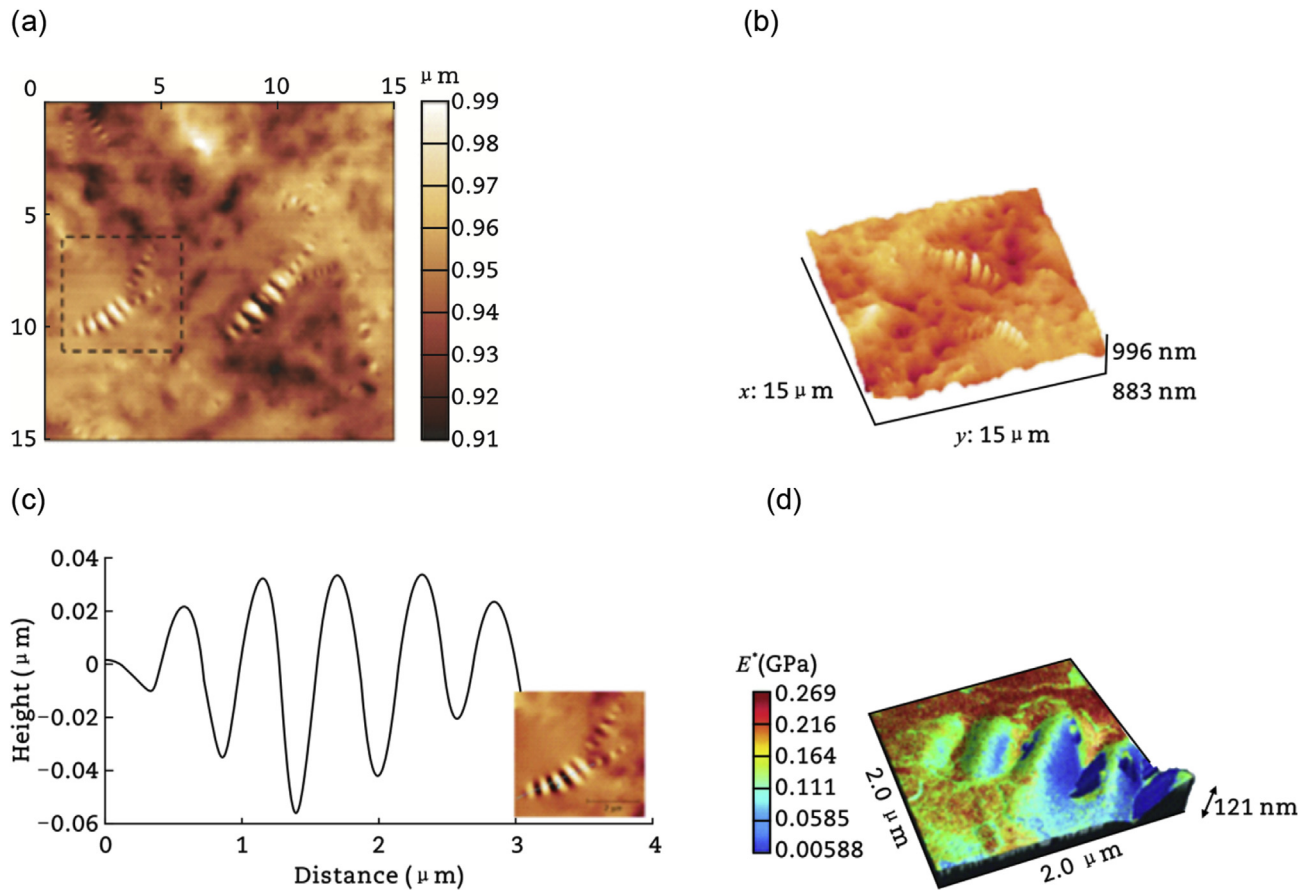 (a)
0 5 10 15
5
10
15
μm
0.99
0.98
0.97
0.96
0.95
0.94
0.93
0.92
0.91
(b)
996 nm
883 nm
x: 15 μm
y: 15 μm
(c)
Height (μm)
0.04
0.02
0
−0.02
−0.04
−0.06
0 1 2 3 4
Distance (μm)
(d)
E*(GPa)
0.269
0.216
0.164
0.111
0.0585
0.00588
2.0 μm
2.0 μm
121 nm